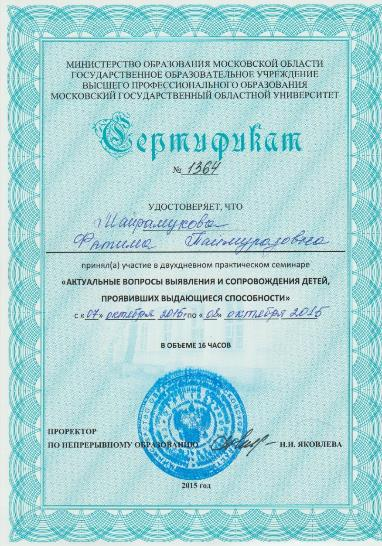 МИНИСТЕРСТВО ОБРАЗОВАНИЯ МОСКОВСКОЙ ОБЛАСТИ
ГОСУДАРСТВЕННОЕ ОБРАЗОВАТЕЛЬНОЕ УЧРЕЖДЕНИЕ
ВЫСШЕГО ПРОФЕССИОНАЛЬНОГО ОБРАЗОВАНИЯ
МОСКОВСКИЙ ГОСУДАРСТВЕННЫЙ ОБЛАСТНОЙ УНИВЕРСИТЕТ
Сертификат
№ 1364
УДОСТОВЕРЯЕТ, ЧТО
Шайрамукова
Фатима Таймуразовна
принял(а) участие в двухдневном практическом семинаре
«АКТУАЛЬНЫЕ ВОПРОСЫ ВЫЯВЛЕНИЯ И СОПРОВОЖДЕНИЯ ДЕТЕЙ,
ПРОЯВИВШИХ ВЫДАЮЩИЕСЯ СПОСОБНОСТИ»
с «07» октября 2015г по «08» октября 2015
В ОБЪЕМЕ 16 ЧАСОВ
ПРОРЕКТОР
ПО НЕПРЕРЫВНОМУ ОБРАЗОВАНИЮ Н.И. ЯКОВЛЕВА
2015 год